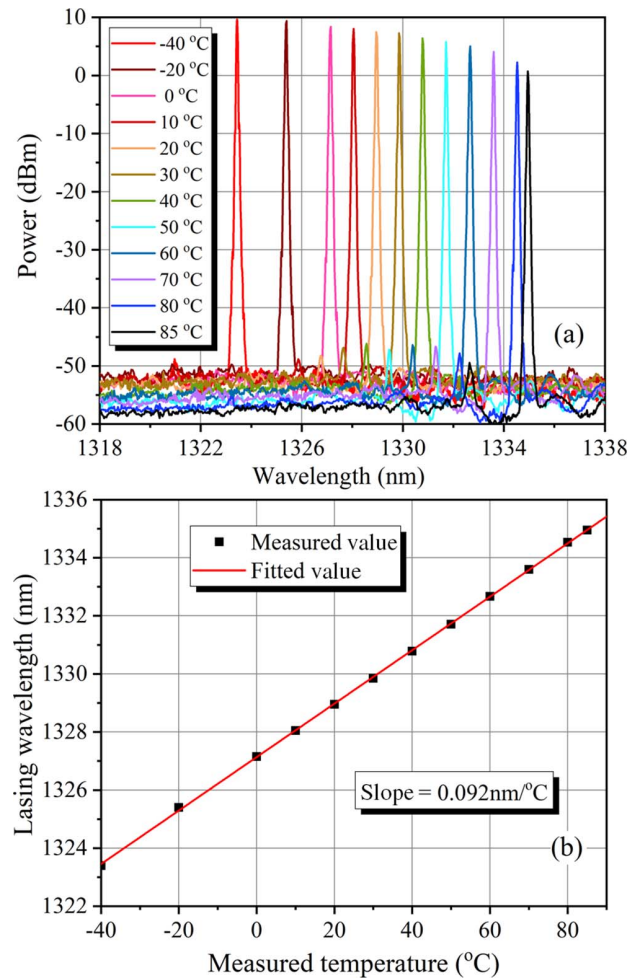 10
0
-10
-20
-30
-40
-50
-60
Power (dBm)
-40 °C
-20 °C
0 °C
10 °C
20 °C
30 °C
40 °C
50 °C
60 °C
70 °C
80 °C
85 °C
(a)
1318 1322 1326 1330 1334 1338
Wavelength (nm)
1336
1334
1332
1330
1328
1326
1324
1322
Lasing wavelength (nm)
Measured value
Fitted value
Slope = 0.092nm/°C
(b)
-40 -20 0 20 40 60 80
Measured temperature (°C)